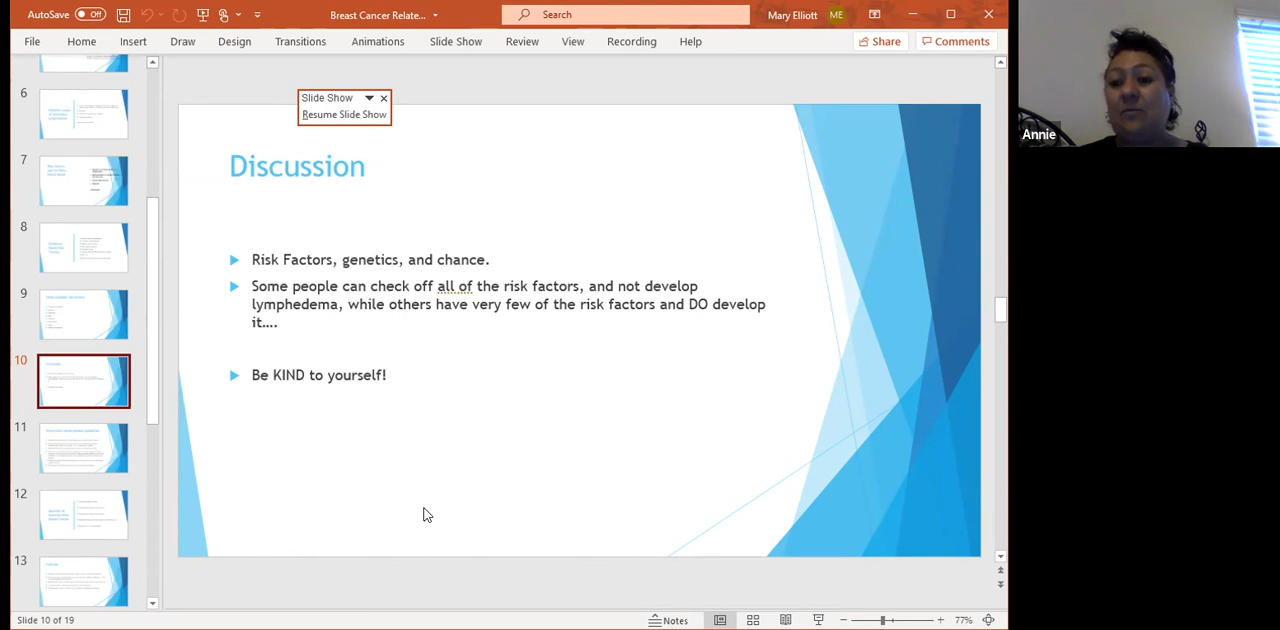 AutoSave Off
Breast Cancer Relate...
Search
Mary Elliott ME
File Home Insert Draw Design Transitions Animations Slide Show Review View Recording Help Share Comments
Slide Show
Resume Slide Show
Annie
Discussion
Risk Factors, genetics, and chance.
Some people can check off all of the risk factors, and not develop
lymphedema, while others have very few of the risk factors and DO develop
it....
Be KIND to yourself!
6
7
8
9
10
11
12
13
Slide 10 of 19
Notes
77%